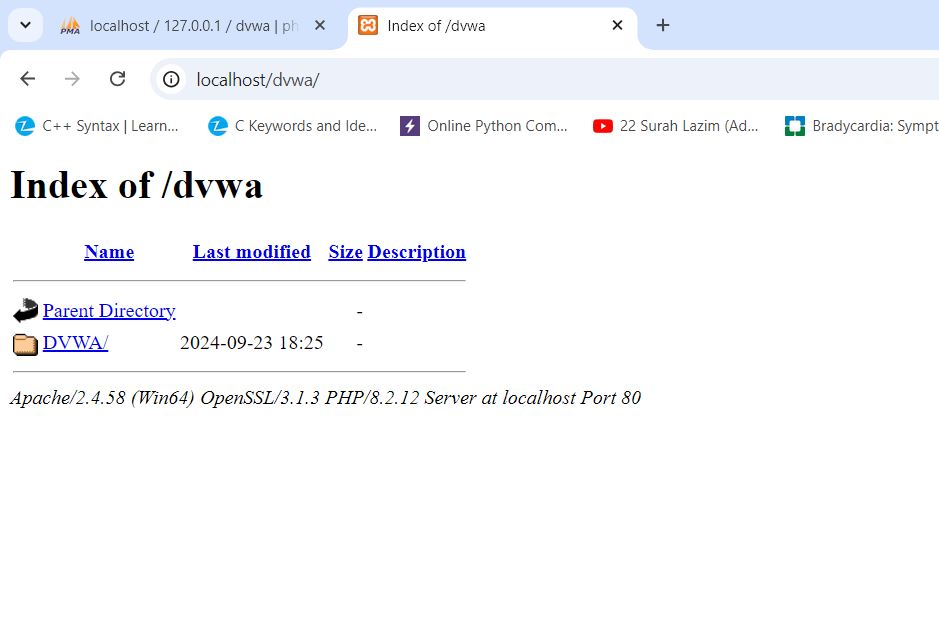 PMA localhost / 127.0.0.1 / dvwa | ph
Index of /dvwa
localhost/dvwa/
C++ Syntax | Learn...
C Keywords and Ide...
Online Python Com...
22 Surah Lazim (Ad...
Bradycardia: Sympt
Index of /dvwa
Name Last modified Size Description
Parent Directory -
DVWA/ 2024-09-23 18:25 -
Apache/2.4.58 (Win64) OpenSSL/3.1.3 PHP/8.2.12 Server at localhost Port 80